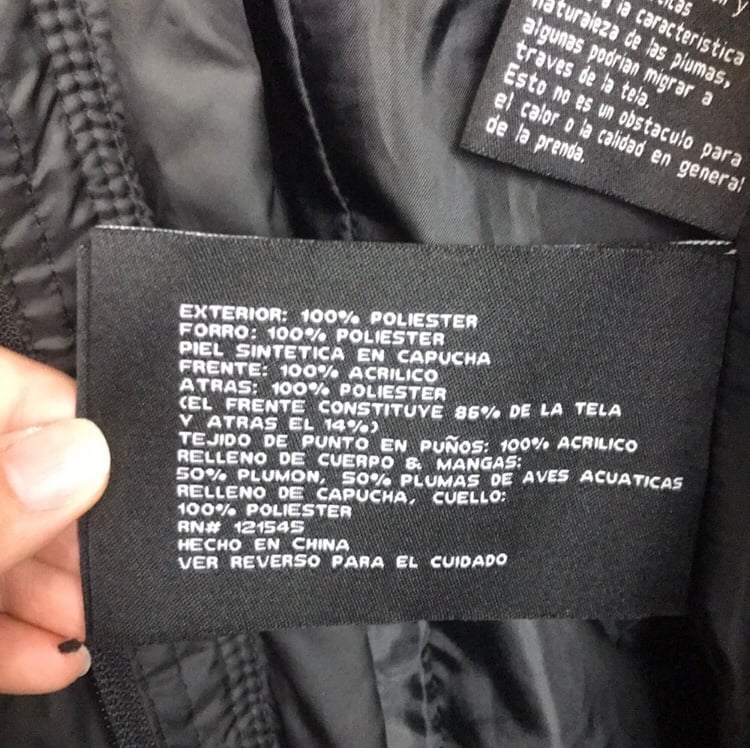 y
la característica
naturaleza de las plumas,
algunas podrían migrar a
traves de la tela.
Esto no es un obstaculo para
el calor o la calidad en general
de la prenda.
EXTERIOR: 100% POLIESTER
FORRO: 100% POLIESTER
PIEL SINTETICA EN CAPUCHA
FRENTE: 100% ACRILICO
ATRAS: 100% POLIESTER
(EL FRENTE CONSTITUYE 86% DE LA TELA
Y ATRAS EL 14%)
TEJIDO DE PUNTO EN PUÑOS: 100% ACRILICO
RELLENO DE CUERPO & MANGAS:
50% PLUMON, 50% PLUMAS DE AVES ACUATICAS
RELLENO DE CAPUCHA, CUELLO:
100% POLIESTER
RN# 121545
HECHO EN CHINA
VER REVERSO PARA EL CUIDADO